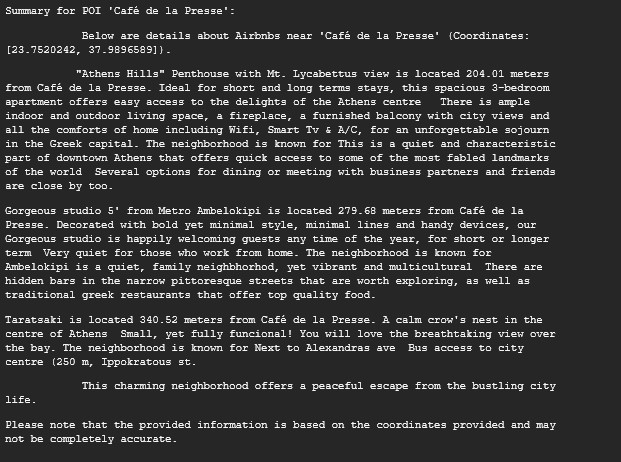 Summary for POI 'Café de la Presse':
Below are details about Airbnbs near 'Café de la Presse' (Coordinates:
[23.7520242, 37.9896589]).
"Athens Hills" Penthouse with Mt. Lycabettus view is located 204.01 meters
from Café de la Presse. Ideal for short and long terms stays, this spacious 3-bedroom
apartment offers easy access to the delights of the Athens centre   There is ample
indoor and outdoor living space, a fireplace, a furnished balcony with city views and
all the comforts of home including Wifi, Smart Tv & A/C, for an unforgettable sojourn
in the Greek capital. The neighborhood is known for This is a quiet and characteristic
part of downtown Athens that offers quick access to some of the most fabled landmarks
of the world  Several options for dining or meeting with business partners and friends
are close by too.
Gorgeous studio 5' from Metro Ambelokipi is located 279.68 meters from Café de la
Presse. Decorated with bold yet minimal style, minimal lines and handy devices, our
Gorgeous studio is happily welcoming guests any time of the year, for short or longer
term  Very quiet for those who work from home. The neighborhood is known for
Ambelokipi is a quiet, family neighbhorhod, yet vibrant and multicultural  There are
hidden bars in the narrow pittoresque streets that are worth exploring, as well as
traditional greek restaurants that offer top quality food.
Taratsaki is located 340.52 meters from Café de la Presse. A calm crow's nest in the
centre of Athens  Small, yet fully funcional! You will love the breathtaking view over
the bay. The neighborhood is known for Next to Alexandras ave  Bus access to city
centre (250 m, Ippokratous st.
This charming neighborhood offers a peaceful escape from the bustling city
life.
Please note that the provided information is based on the coordinates provided and may
not be completely accurate.